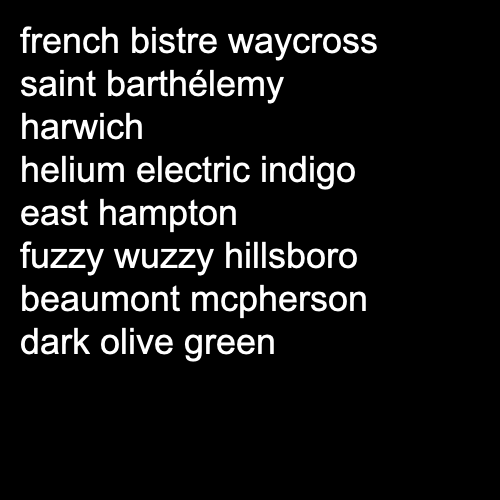 french bistre waycross
saint barthélemy
harwich
helium electric indigo
east hampton
fuzzy wuzzy hillsboro
beaumont mcpherson
dark olive green